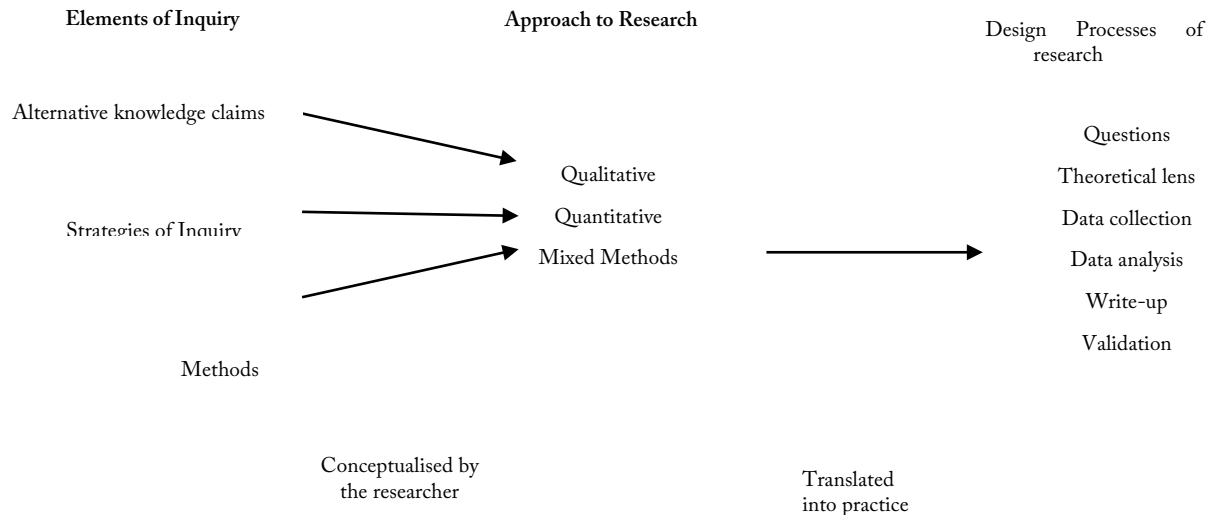 Elements of Inquiry
Approach to Research
Design Processes of
research
Alternative knowledge claims
Strategies of Inquiry
Methods
Qualitative
Quantitative
Mixed Methods
Questions
Theoretical lens
Data collection
Data analysis
Write-up
Validation
Conceptualised by
the researcher
Translated
into practice